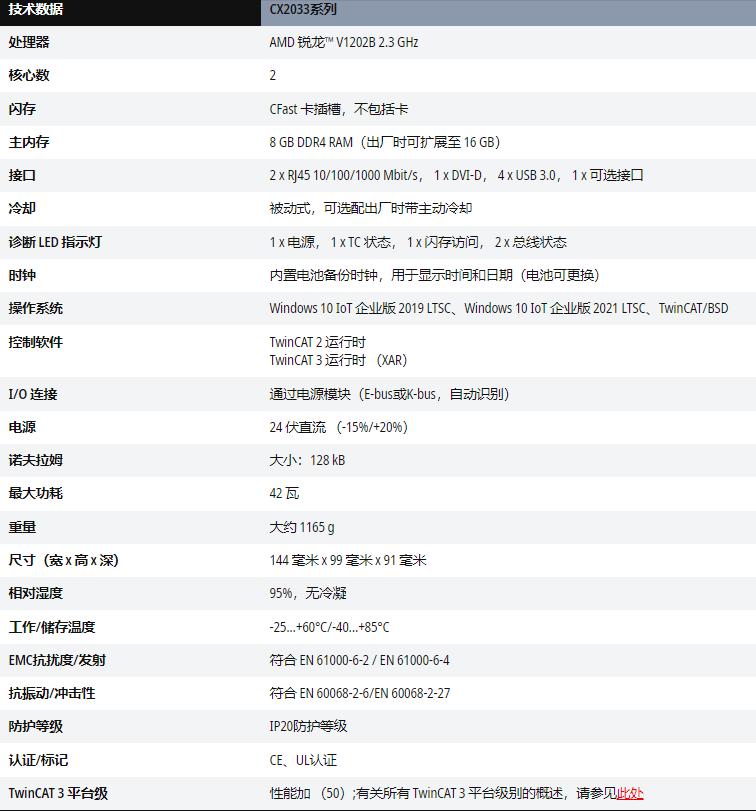 技术数据 CX2033系列
处理器 AMD 锐龙™ V1202B 2.3 GHz
核心数 2
闪存 CFast 卡插槽，不包括卡
主内存 8 GB DDR4 RAM（出厂时可扩展至 16 GB）
接口 2 x RJ45 10/100/1000 Mbit/s， 1 x DVI-D， 4 x USB 3.0， 1 x 可选接口
冷却 被动式，可选配出厂时带主动冷却
诊断 LED 指示灯 1 x 电源， 1 x TC 状态， 1 x 闪存访问， 2 x 总线状态
时钟 内置电池备份时钟，用于显示时间和日期（电池可更换）
操作系统 Windows 10 IoT 企业版 2019 LTSC、Windows 10 IoT 企业版 2021 LTSC、TwinCAT/BSD
控制软件 TwinCAT 2 运行时
TwinCAT 3 运行时 （XAR）
I/O 连接 通过电源模块（E-bus或K-bus，自动识别）
电源 24 伏直流 （-15%/+20%）
诺夫拉姆 大小：128 kB
最大功耗 42 瓦
重量 大约 1165 g
尺寸（宽 x 高 x 深） 144 毫米 x 99 毫米 x 91 毫米
相对湿度 95%，无冷凝
工作/储存温度 -25…+60°C/-40…+85°C
EMC抗扰度/发射 符合 EN 61000-6-2 / EN 61000-6-4
抗振动/冲击性 符合 EN 60068-2-6/EN 60068-2-27
防护等级 IP20防护等级
认证/标记 CE、UL认证
TwinCAT 3 平台级 性能加 （50）;有关所有 TwinCAT 3 平台级别的概述，请参见此处